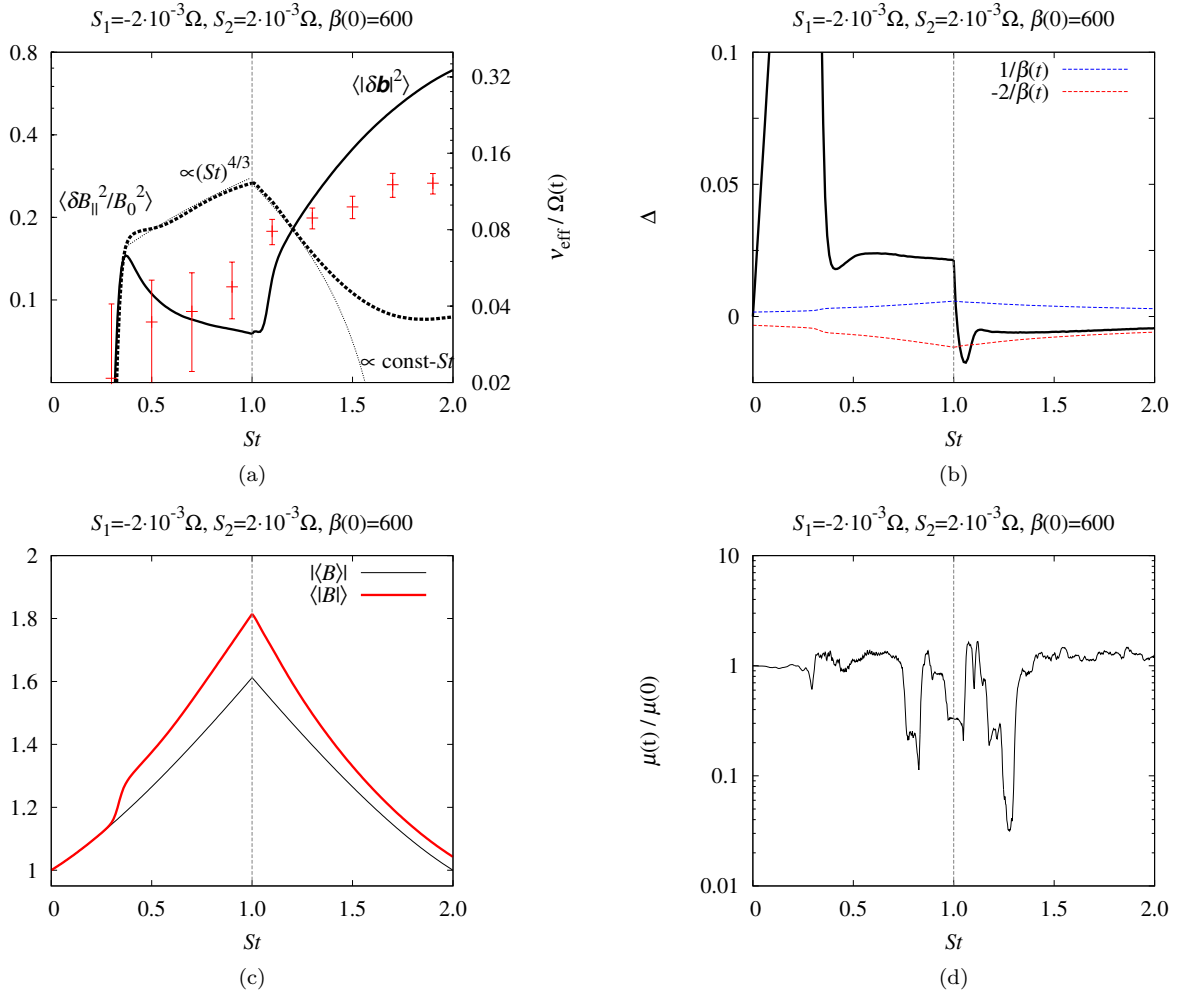 S₁=-2·10⁻³Ω, S₂=2·10⁻³Ω, β(0)=600
0.8
0.4
0.2
0.1
0.32
0.16
0.08
0.04
0.02
⟨|δb|²⟩
∝(St)^4/3
⟨δB∥²/B₀²⟩
∝ const-St
ν_eff / Ω(t)
0
0.5
1.0
1.5
2.0
St
(a)
S₁=-2·10⁻³Ω, S₂=2·10⁻³Ω, β(0)=600
0.1
0.05
0
Δ
1/β(t)
-2/β(t)
0
0.5
1.0
1.5
2.0
St
(b)
S₁=-2·10⁻³Ω, S₂=2·10⁻³Ω, β(0)=600
2
1.8
1.6
1.4
1.2
1
|⟨B⟩|
⟨|B|⟩
0
0.5
1.0
1.5
2.0
St
(c)
S₁=-2·10⁻³Ω, S₂=2·10⁻³Ω, β(0)=600
10
1
0.1
0.01
μ(t) / μ(0)
0
0.5
1.0
1.5
2.0
St
(d)